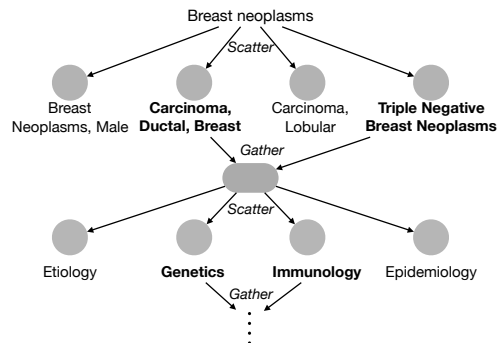 Breast neoplasms
Scatter
Breast
Neoplasms, Male
Carcinoma,
Ductal, Breast
Carcinoma,
Lobular
Triple Negative
Breast Neoplasms
Gather
Scatter
Etiology
Genetics
Immunology
Epidemiology
Gather